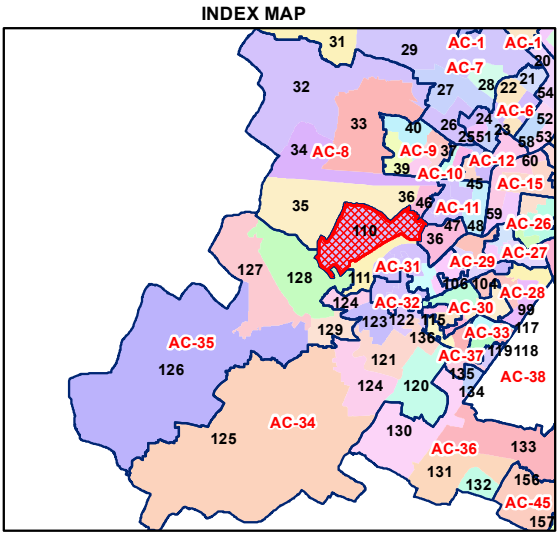 INDEX MAP
31
29
AC-1
AC-1
20
AC-7
32
27
28
22
21
54
AC-6
33
40
26
24
23
52
25
51
58
53
34
AC-8
AC-9
37
AC-12
60
39
AC-10
45
AC-15
35
36
46
AC-11
59
AC-26
110
36
47
48
AC-27
127
128
111
AC-31
AC-29
106
104
AC-28
124
AC-32
AC-30
99
129
123
122
115
136
AC-33
117
AC-35
121
AC-37
119
118
126
124
120
135
134
AC-38
125
AC-34
130
AC-36
133
131
132
156
AC-45
157